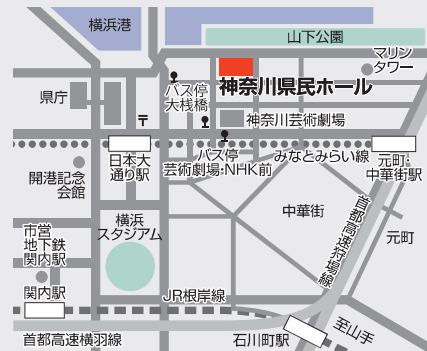 横浜港
山下公園
マリン
タワー
バス停
大桟橋
神奈川県民ホール
県庁
〒
神奈川芸術劇場
日本大
通り駅
バス停
芸術劇場・NHK前
みなとみらい線
元町・
中華街駅
開港記念
会館
中華街
首都高速狩場線
元町
横浜
スタジアム
市営
地下鉄
関内駅
関内駅
JR根岸線
首都高速横羽線
石川町駅
至山手